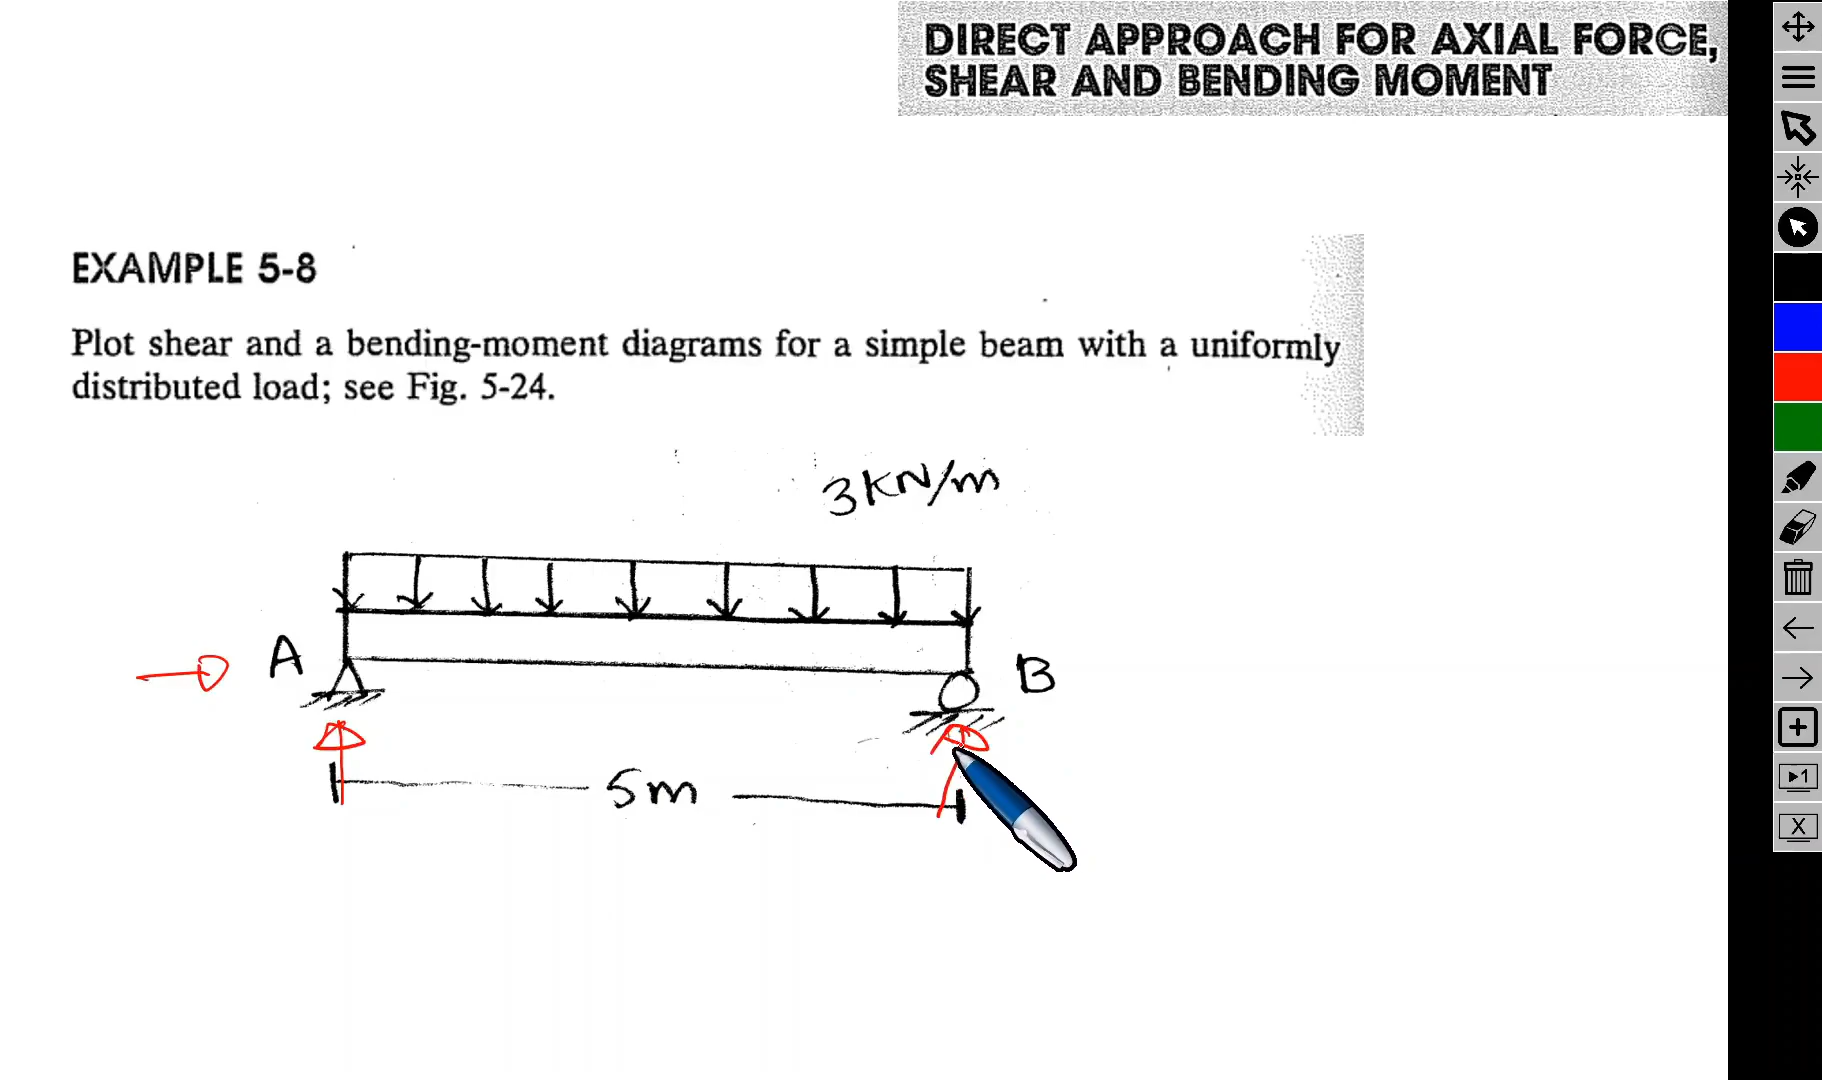 DIRECT APPROACH FOR AXIAL FORCE,
SHEAR AND BENDING MOMENT
EXAMPLE 5-8
Plot shear and a bending-moment diagrams for a simple beam with a uniformly
distributed load; see Fig. 5-24.
3KN/m
A
B
5m
1
X